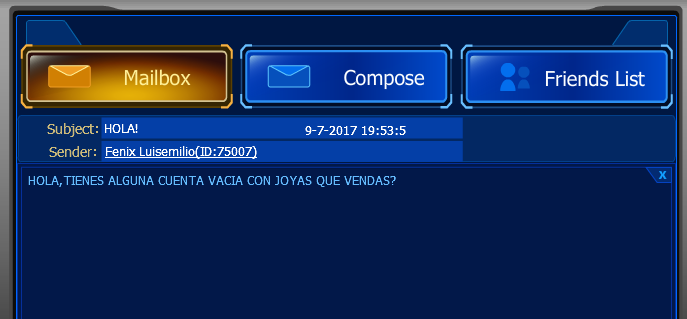 Mailbox
Compose
Friends List
Subject: HOLA! 9-7-2017 19:53:5
Sender: Fenix Luisemilio(ID:75007)
HOLA,TIENES ALGUNA CUENTA VACIA CON JOYAS QUE VENDAS?
X